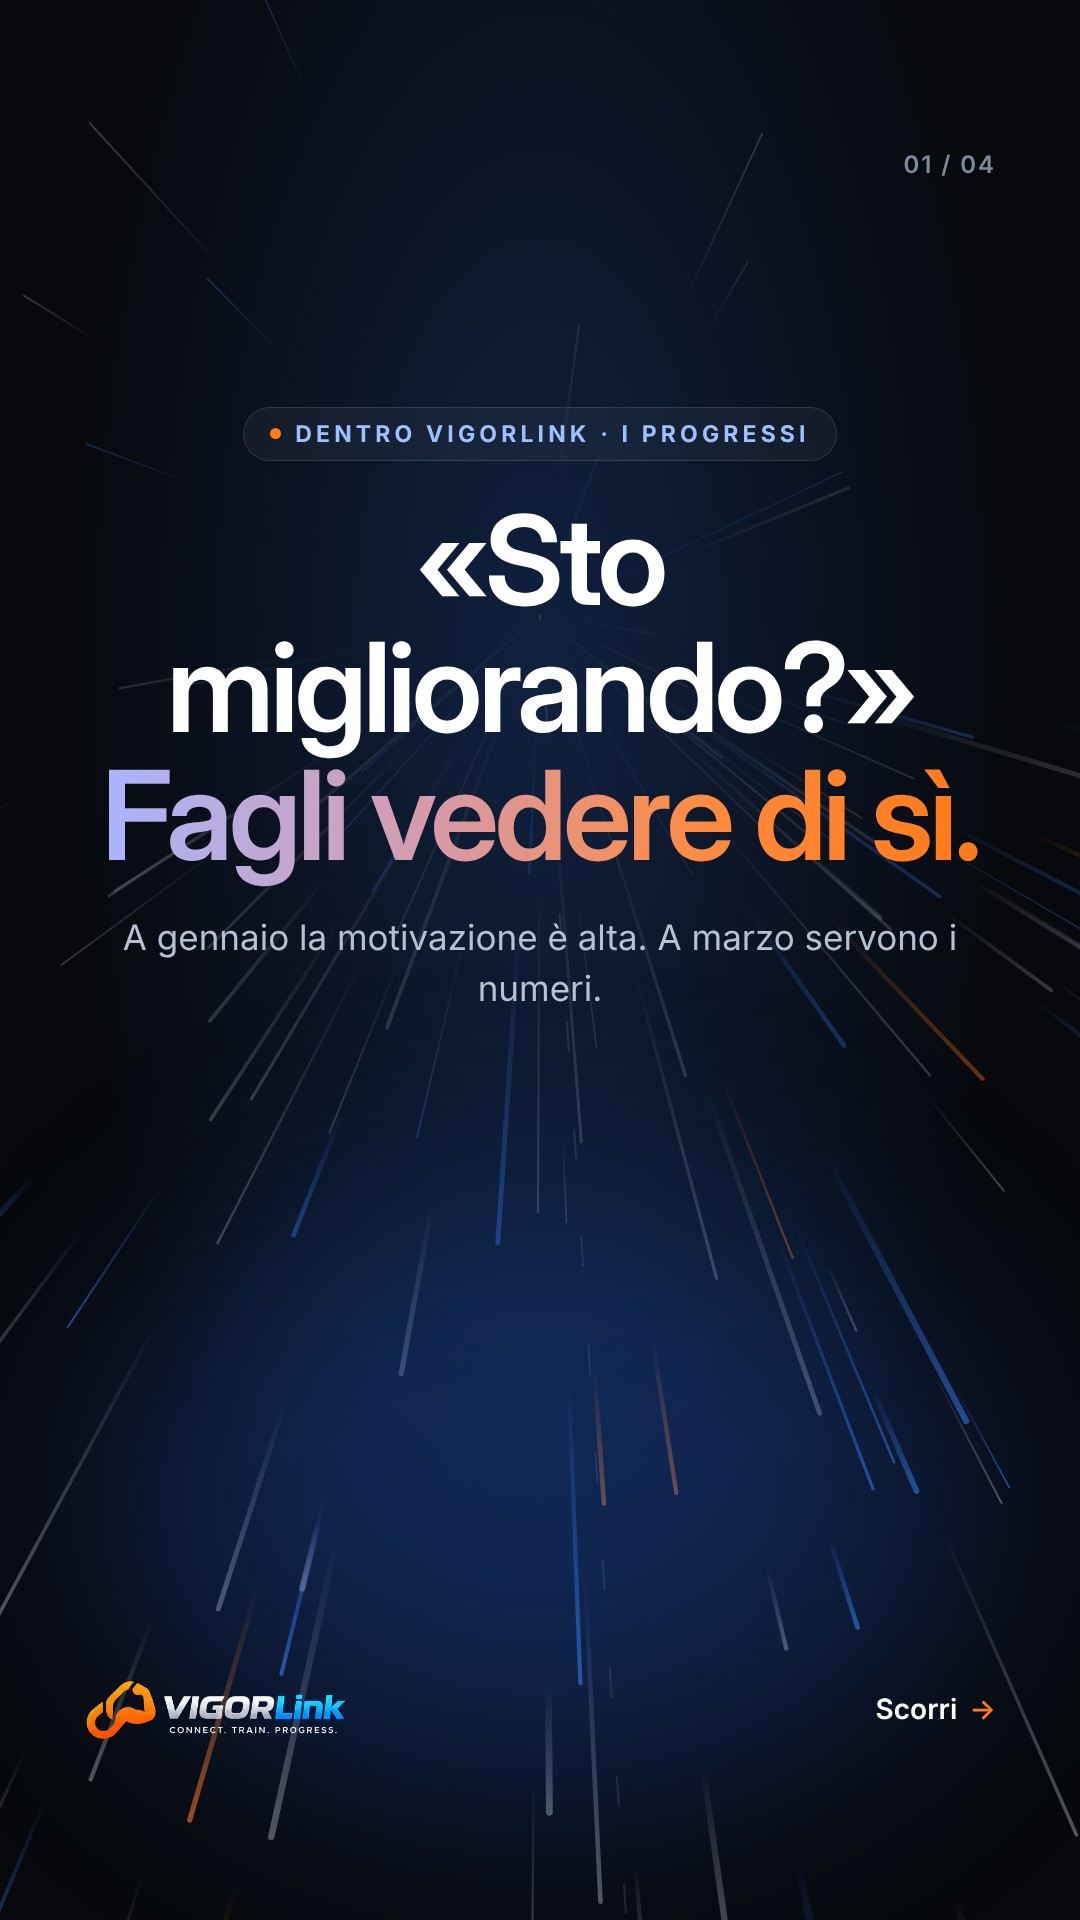 01 / 04
DENTRO VIGORLINK · I PROGRESSI
«Sto
migliorando?»
Fagli vedere di sì.
A gennaio la motivazione è alta. A marzo servono i
numeri.
VIGORLink
CONNECT. TRAIN. PROGRESS.
Scorri →